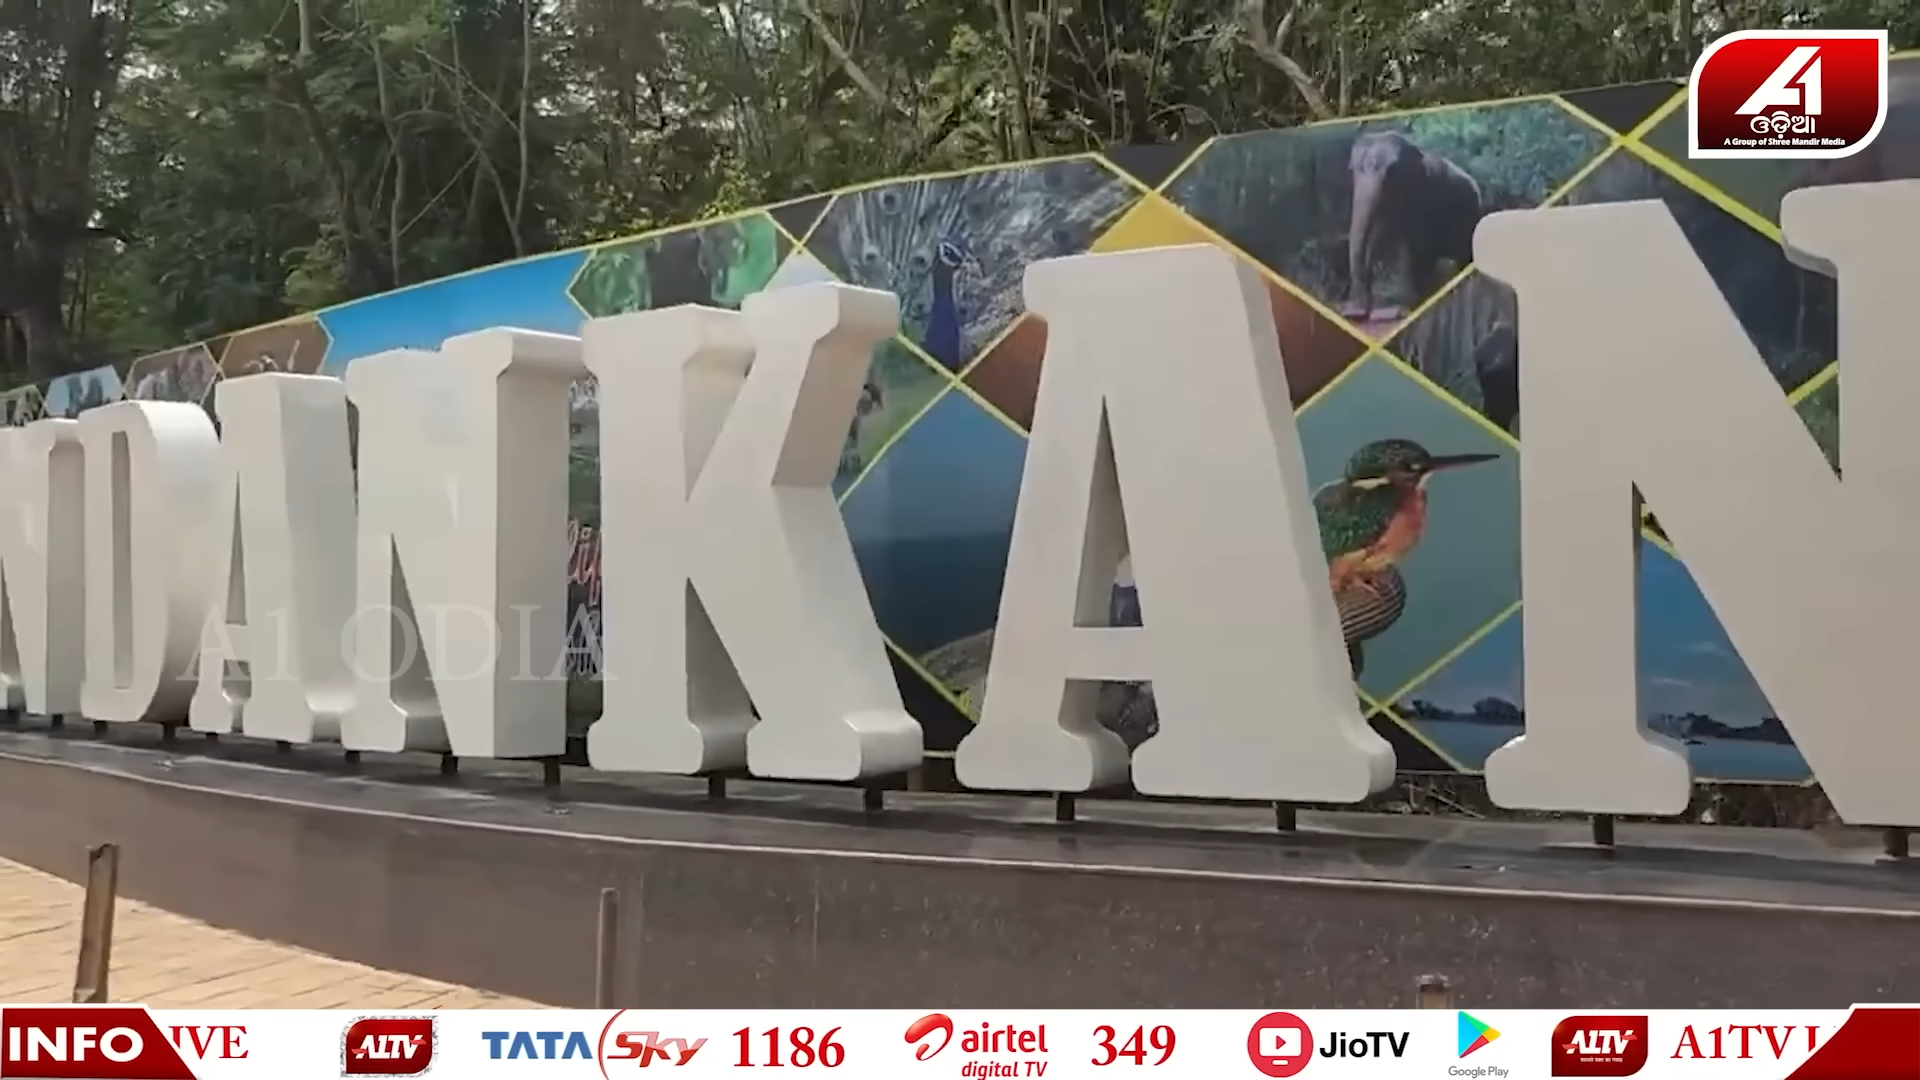 A1
ଓଡ଼ିଆ
A Group of Shree Mandir Media
NDANKAN
A1 ODIA
INFO IVE A1TV TATA Sky 1186 airtel digital TV 349 JioTV Google Play A1TV A1TV